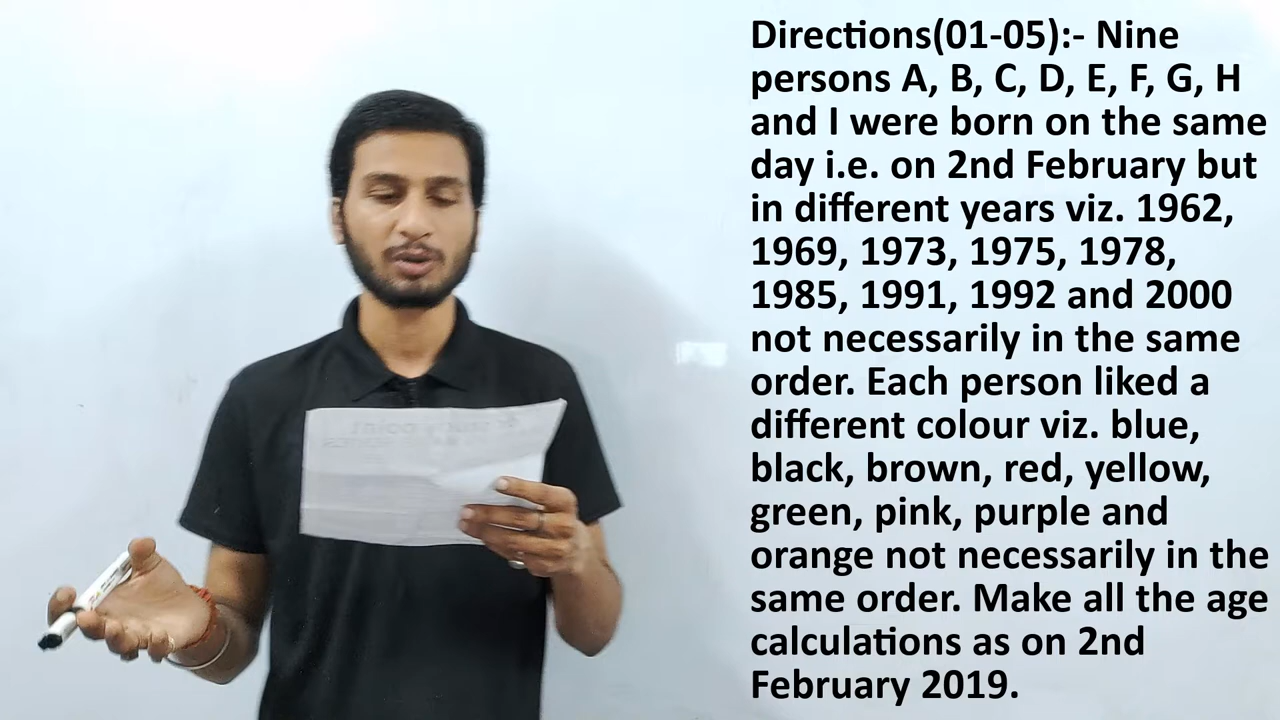 Directions(01-05):- Nine
persons A, B, C, D, E, F, G, H
and I were born on the same
day i.e. on 2nd February but
in different years viz. 1962,
1969, 1973, 1975, 1978,
1985, 1991, 1992 and 2000
not necessarily in the same
order. Each person liked a
different colour viz. blue,
black, brown, red, yellow,
green, pink, purple and
orange not necessarily in the
same order. Make all the age
calculations as on 2nd
February 2019.